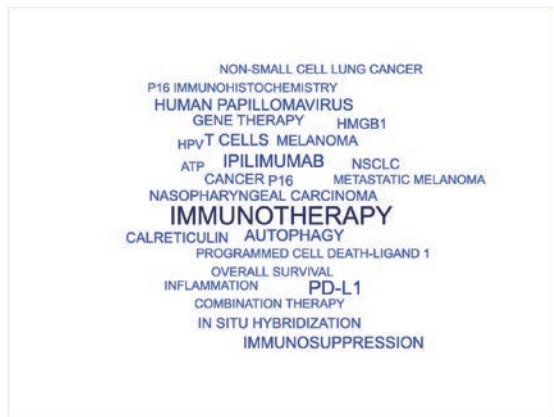 NON-SMALL CELL LUNG CANCER
P16 IMMUNOHISTOCHEMISTRY
HUMAN PAPILLOMAVIRUS
GENE THERAPY HMGB1
HPV T CELLS MELANOMA
ATP IPILIMUMAB NSCLC
CANCER P16 METASTATIC MELANOMA
NASOPHARYNGEAL CARCINOMA
IMMUNOTHERAPY
CALRETICULIN AUTOPHAGY
PROGRAMMED CELL DEATH-LIGAND 1
OVERALL SURVIVAL
INFLAMMATION PD-L1
COMBINATION THERAPY
IN SITU HYBRIDIZATION
IMMUNOSUPPRESSION